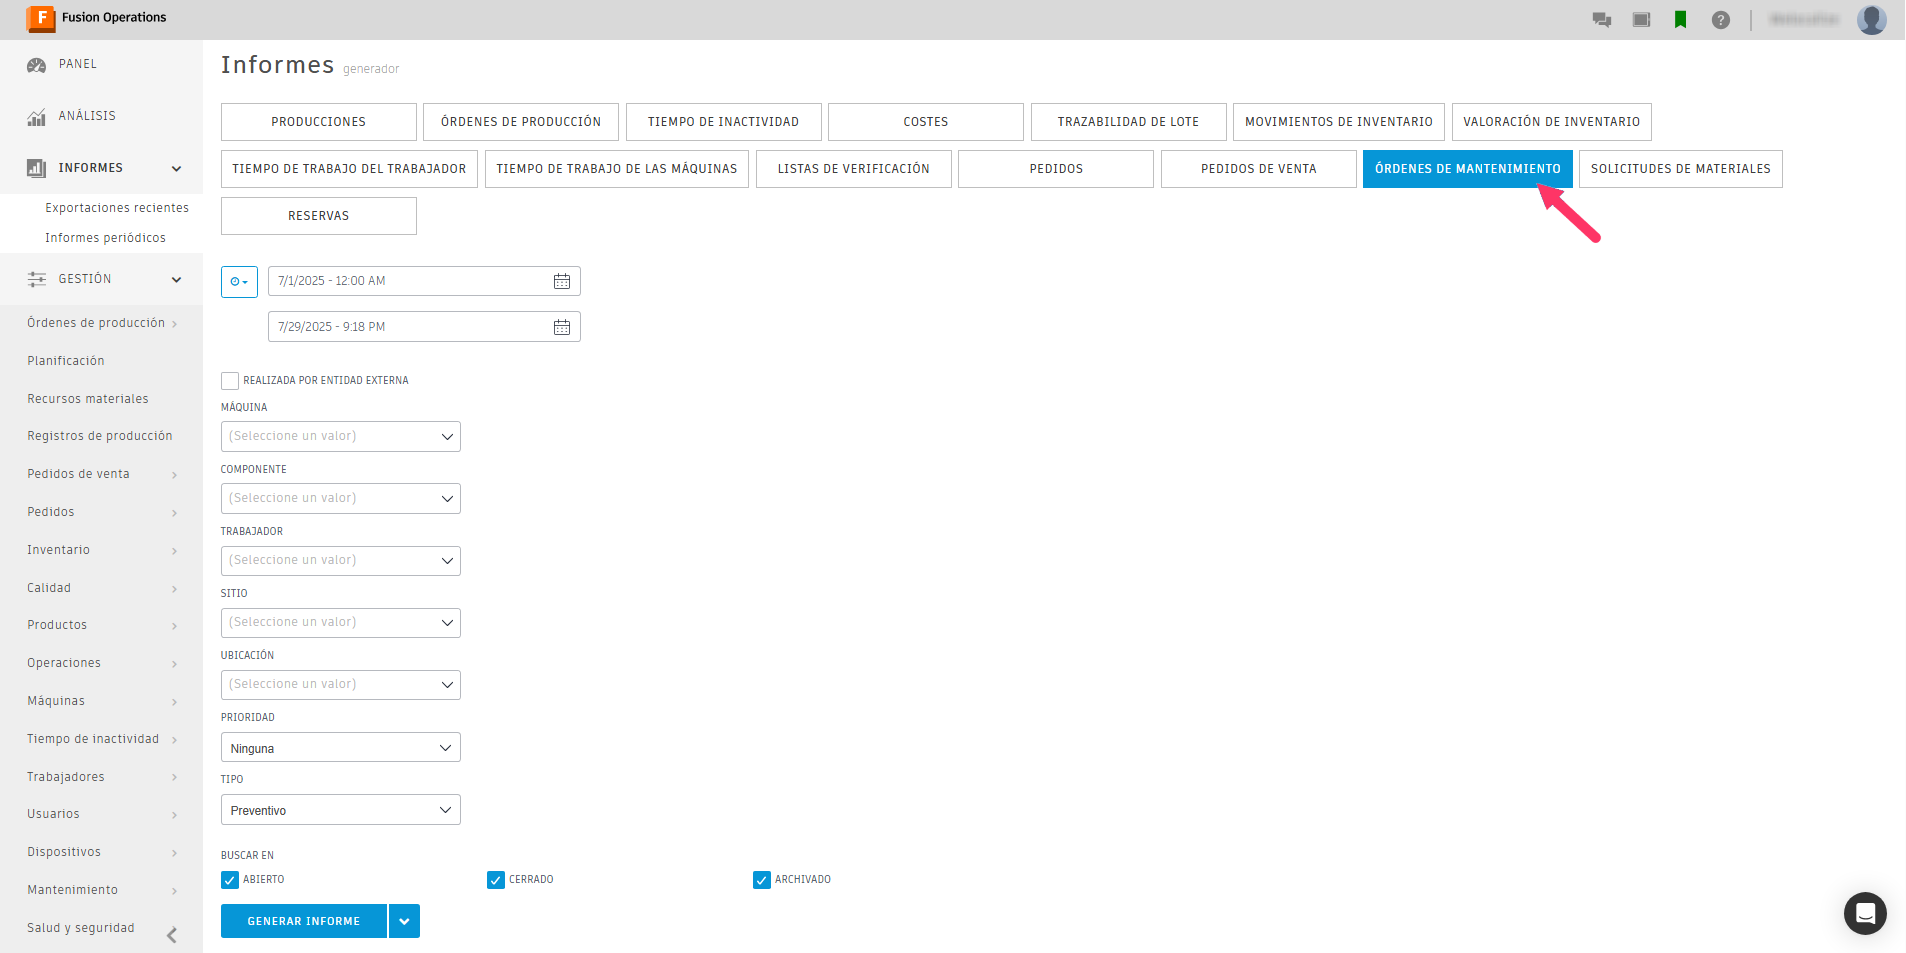 F Fusion Operations
PANEL
ANÁLISIS
INFORMES
Exportaciones recientes
Informes periódicos
GESTIÓN
Órdenes de producción
Planificación
Recursos materiales
Registros de producción
Pedidos de venta
Pedidos
Inventario
Calidad
Productos
Operaciones
Máquinas
Tiempo de inactividad
Trabajadores
Usuarios
Dispositivos
Mantenimiento
Salud y seguridad
Informes generador
PRODUCCIONES ÓRDENES DE PRODUCCIÓN TIEMPO DE INACTIVIDAD COSTES TRAZABILIDAD DE LOTE MOVIMIENTOS DE INVENTARIO VALORACIÓN DE INVENTARIO
TIEMPO DE TRABAJO DEL TRABAJADOR TIEMPO DE TRABAJO DE LAS MÁQUINAS LISTAS DE VERIFICACIÓN PEDIDOS PEDIDOS DE VENTA ÓRDENES DE MANTENIMIENTO SOLICITUDES DE MATERIALES
RESERVAS
7/1/2025 - 12:00 AM
7/29/2025 - 9:18 PM
REALIZADA POR ENTIDAD EXTERNA
MÁQUINA
(Seleccione un valor)
COMPONENTE
(Seleccione un valor)
TRABAJADOR
(Seleccione un valor)
SITIO
(Seleccione un valor)
UBICACIÓN
(Seleccione un valor)
PRIORIDAD
Ninguna
TIPO
Preventivo
BUSCAR EN
ABIERTO CERRADO ARCHIVADO
GENERAR INFORME